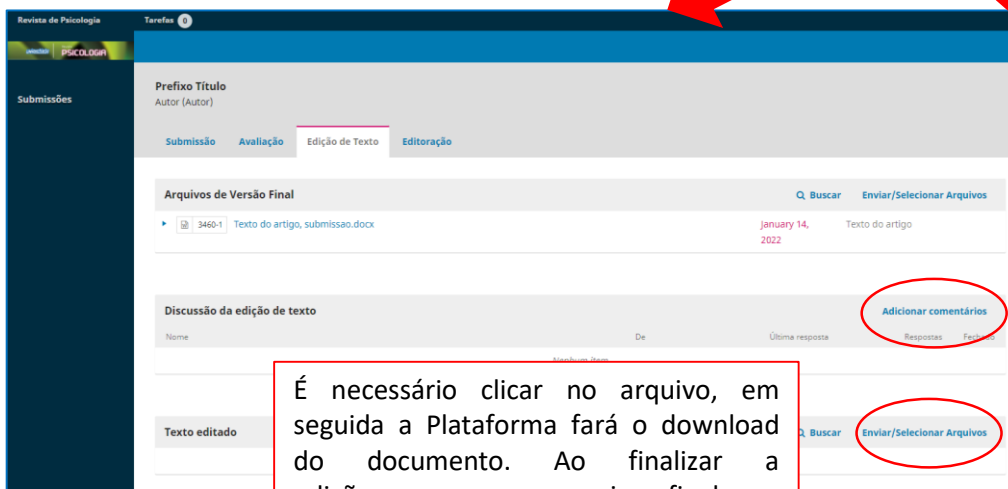 Revista de Psicologia Tarefas 0
PSICOLOGIA
Submissões
Prefixo Título
Autor (Autor)
Submissão Avaliação Edição de Texto Editoração
Arquivos de Versão Final Buscar Enviar/Selecionar Arquivos
3460-1 Texto do artigo, submissao.docx January 14, 2022 Texto do artigo
Discussão da edição de texto Adicionar comentários
Nome De Última resposta Respostas Fechado
É necessário clicar no arquivo, em
seguida a Plataforma fará o download
do documento. Ao finalizar a
Texto editado Buscar Enviar/Selecionar Arquivos